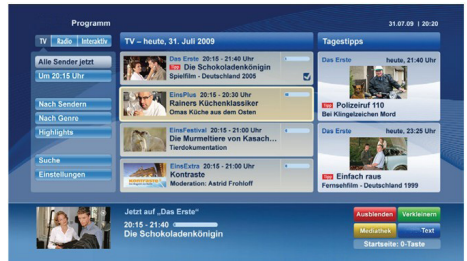 Programm
31.07.09 | 20:20
TV Radio Interaktiv
TV – heute, 31. Juli 2009
Tagestipps
Alle Sender jetzt
Um 20:15 Uhr
Nach Sendern
Nach Genre
Highlights
Suche
Einstellungen
Das Erste 20:15 - 21:40 Uhr
Tipp Die Schokoladenkönigin
Spielfilm - Deutschland 2005
EinsPlus 20:15 - 20:30 Uhr
Rainers Küchenklassiker
Omas Küche aus dem Osten
EinsFestival 20:15 - 21:00 Uhr
Die Murmeltiere von Kasach...
Tierdokumentation
EinsExtra 20:15 - 21:00 Uhr
Kontraste
Moderation: Astrid Frohloff
Das Erste heute, 21:40 Uhr
Tipp Polizeiruf 110
Bei Klingelzeichen Mord
Das Erste heute, 23:25 Uhr
Tipp Einfach raus
Fernsehfilm - Deutschland 1999
Jetzt auf „Das Erste“
20:15 - 21:40
Die Schokoladenkönigin
Ausblenden Verkleinern
Mediathek Text
Startseite: 0-Taste